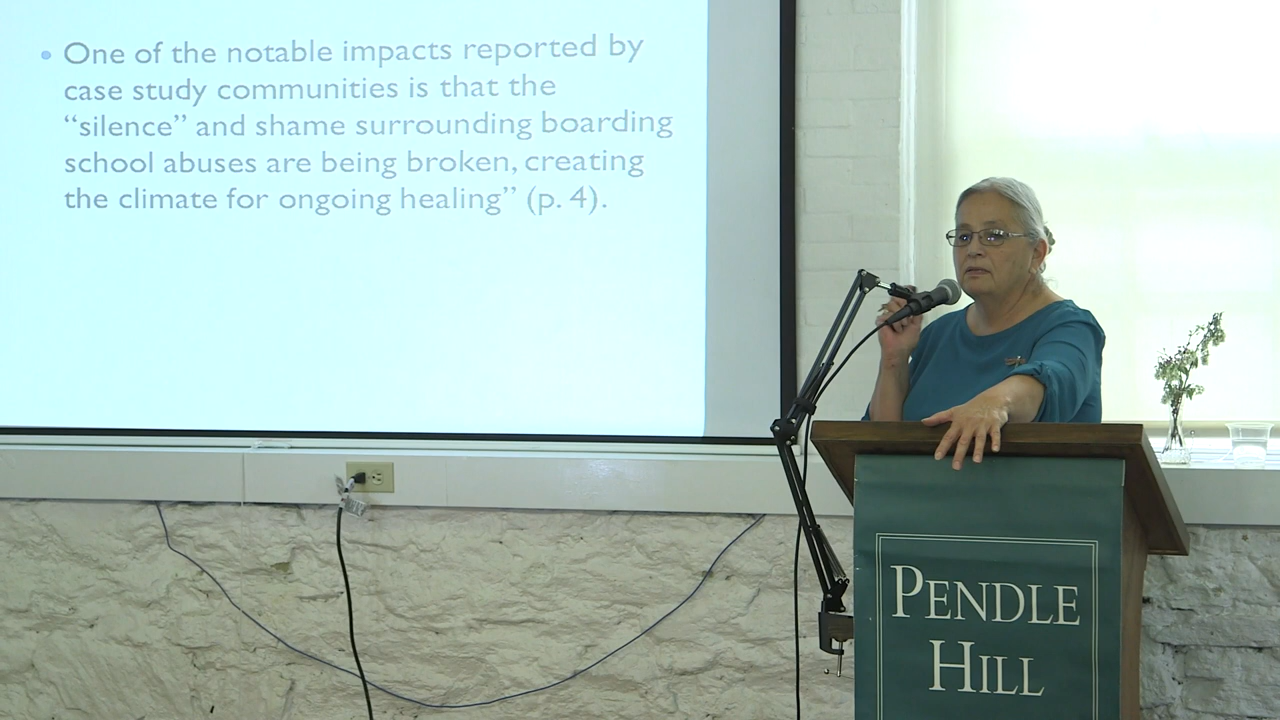 • One of the notable impacts reported by
case study communities is that the
“silence” and shame surrounding boarding
school abuses are being broken, creating
the climate for ongoing healing” (p. 4).
PENDLE
HILL